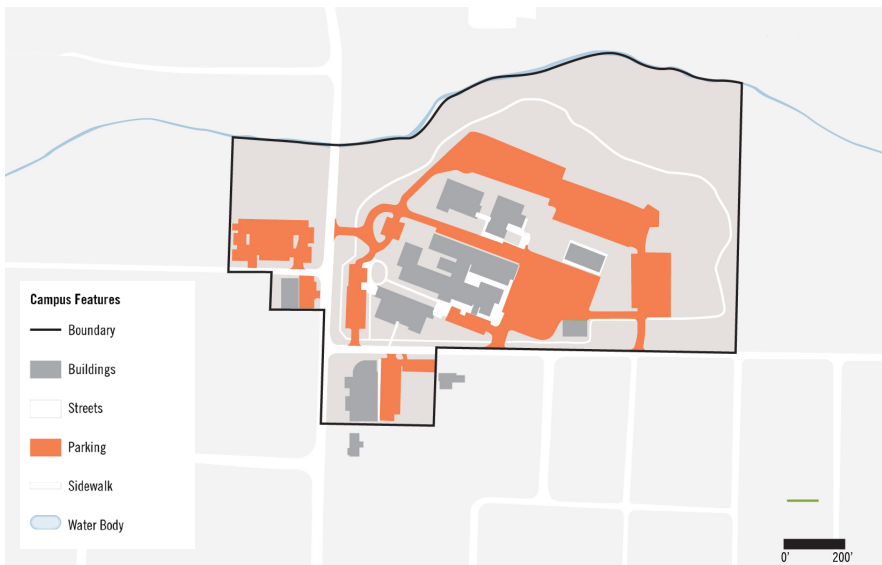 Campus Features
Boundary
Buildings
Streets
Parking
Sidewalk
Water Body
0' 200'